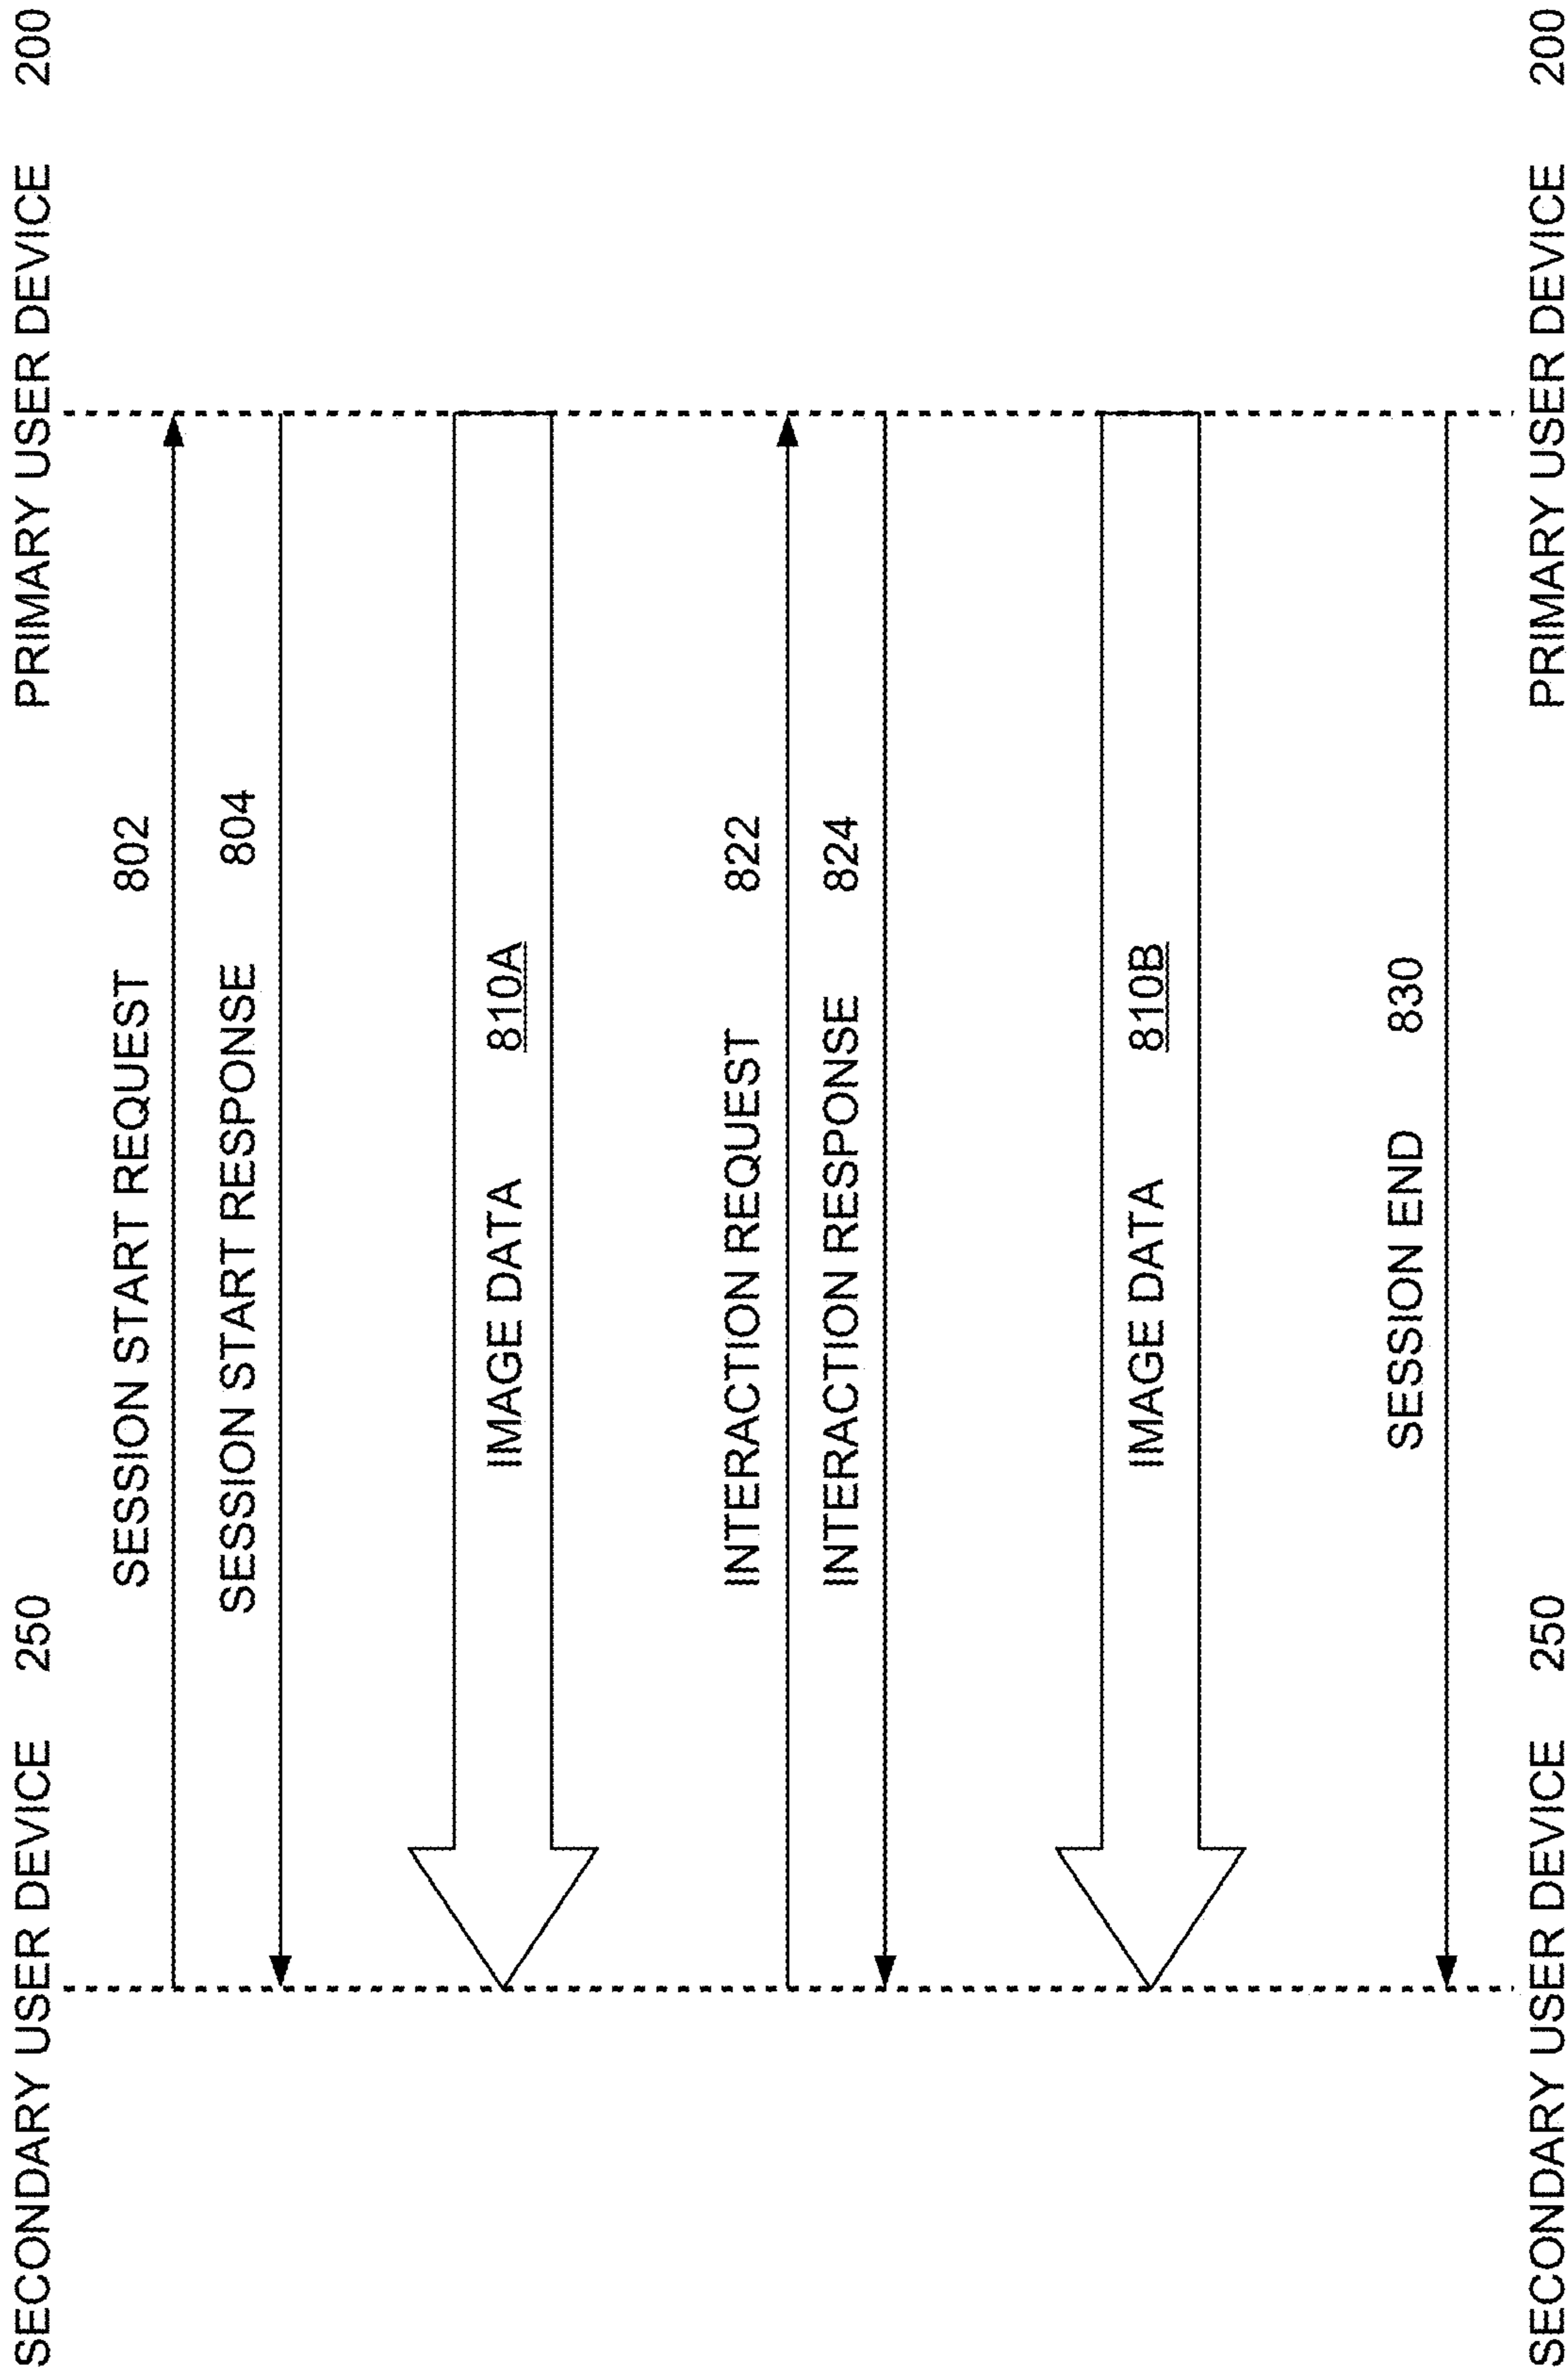 SECONDARY USER DEVICE 250 PRIMARY USER DEVICE 200
SESSION START REQUEST 802
SESSION START RESPONSE 804
IMAGE DATA 810A
INTERACTION REQUEST 822
INTERACTION RESPONSE 824
IMAGE DATA 810B
SESSION END 830
SECONDARY USER DEVICE 250 PRIMARY USER DEVICE 200